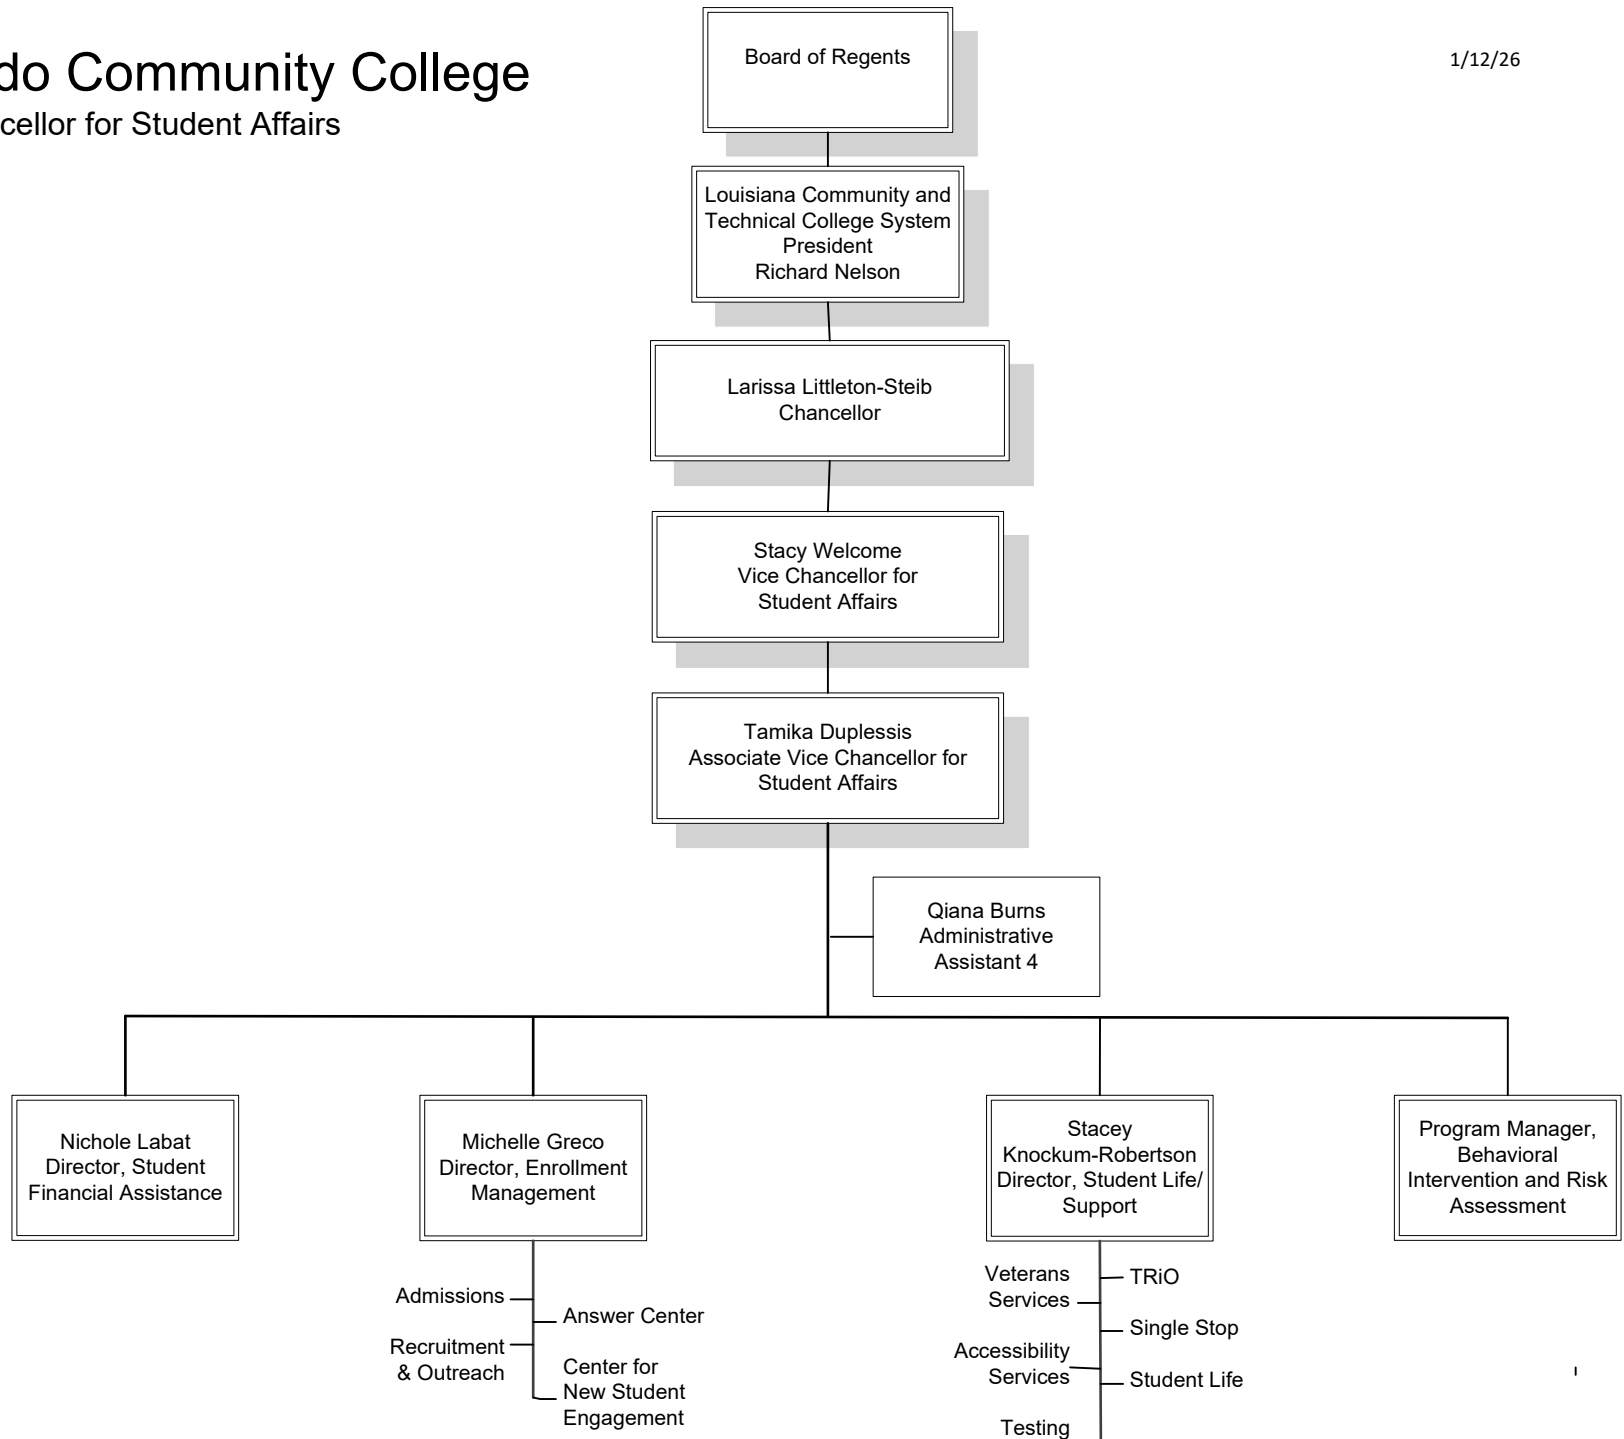 do Community College
cellor for Student Affairs
1/12/26
Board of Regents
Louisiana Community and
Technical College System
President
Richard Nelson
Larissa Littleton-Steib
Chancellor
Stacy Welcome
Vice Chancellor for
Student Affairs
Tamika Duplessis
Associate Vice Chancellor for
Student Affairs
Qiana Burns
Administrative
Assistant 4
Nichole Labat
Director, Student
Financial Assistance
Michelle Greco
Director, Enrollment
Management
Stacey
Knockum-Robertson
Director, Student Life/
Support
Program Manager,
Behavioral
Intervention and Risk
Assessment
Admissions
Answer Center
Recruitment
& Outreach
Center for
New Student
Engagement
Veterans
Services
TRiO
Single Stop
Accessibility
Services
Student Life
Testing